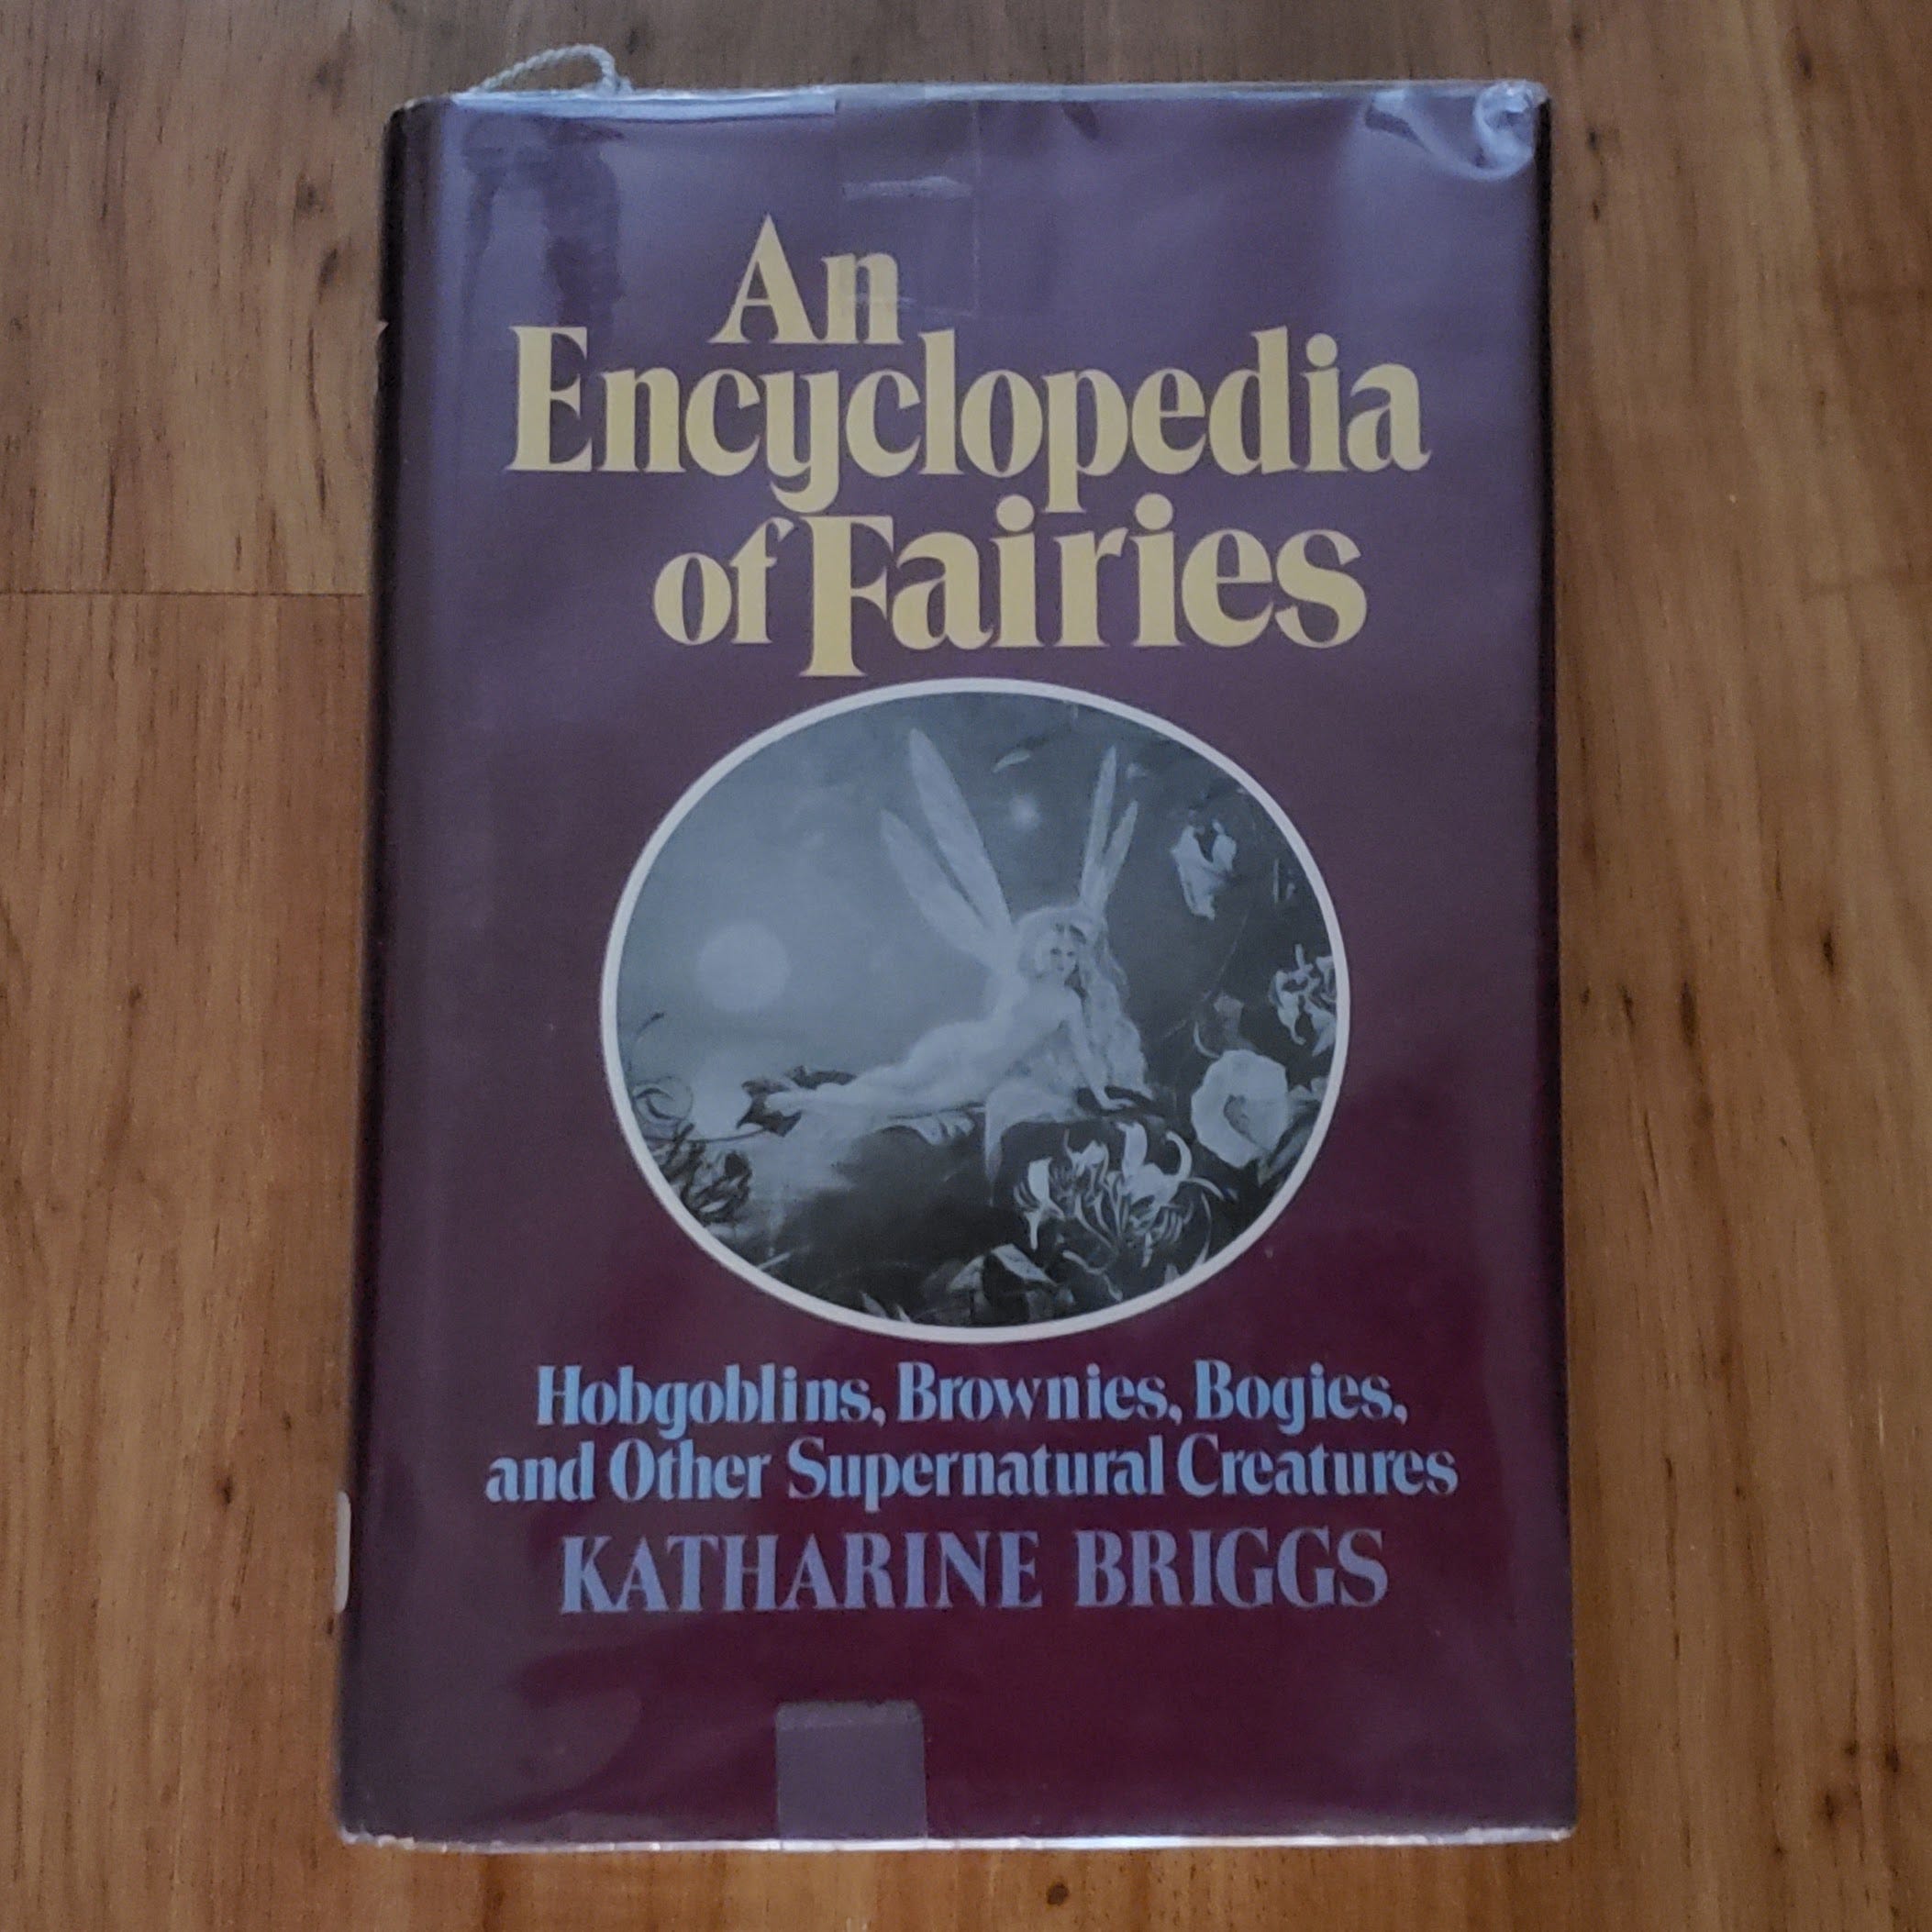 An
Encyclopedia
of Fairies
Hobgoblins, Brownies, Bogies,
and Other Supernatural Creatures
KATHARINE BRIGGS